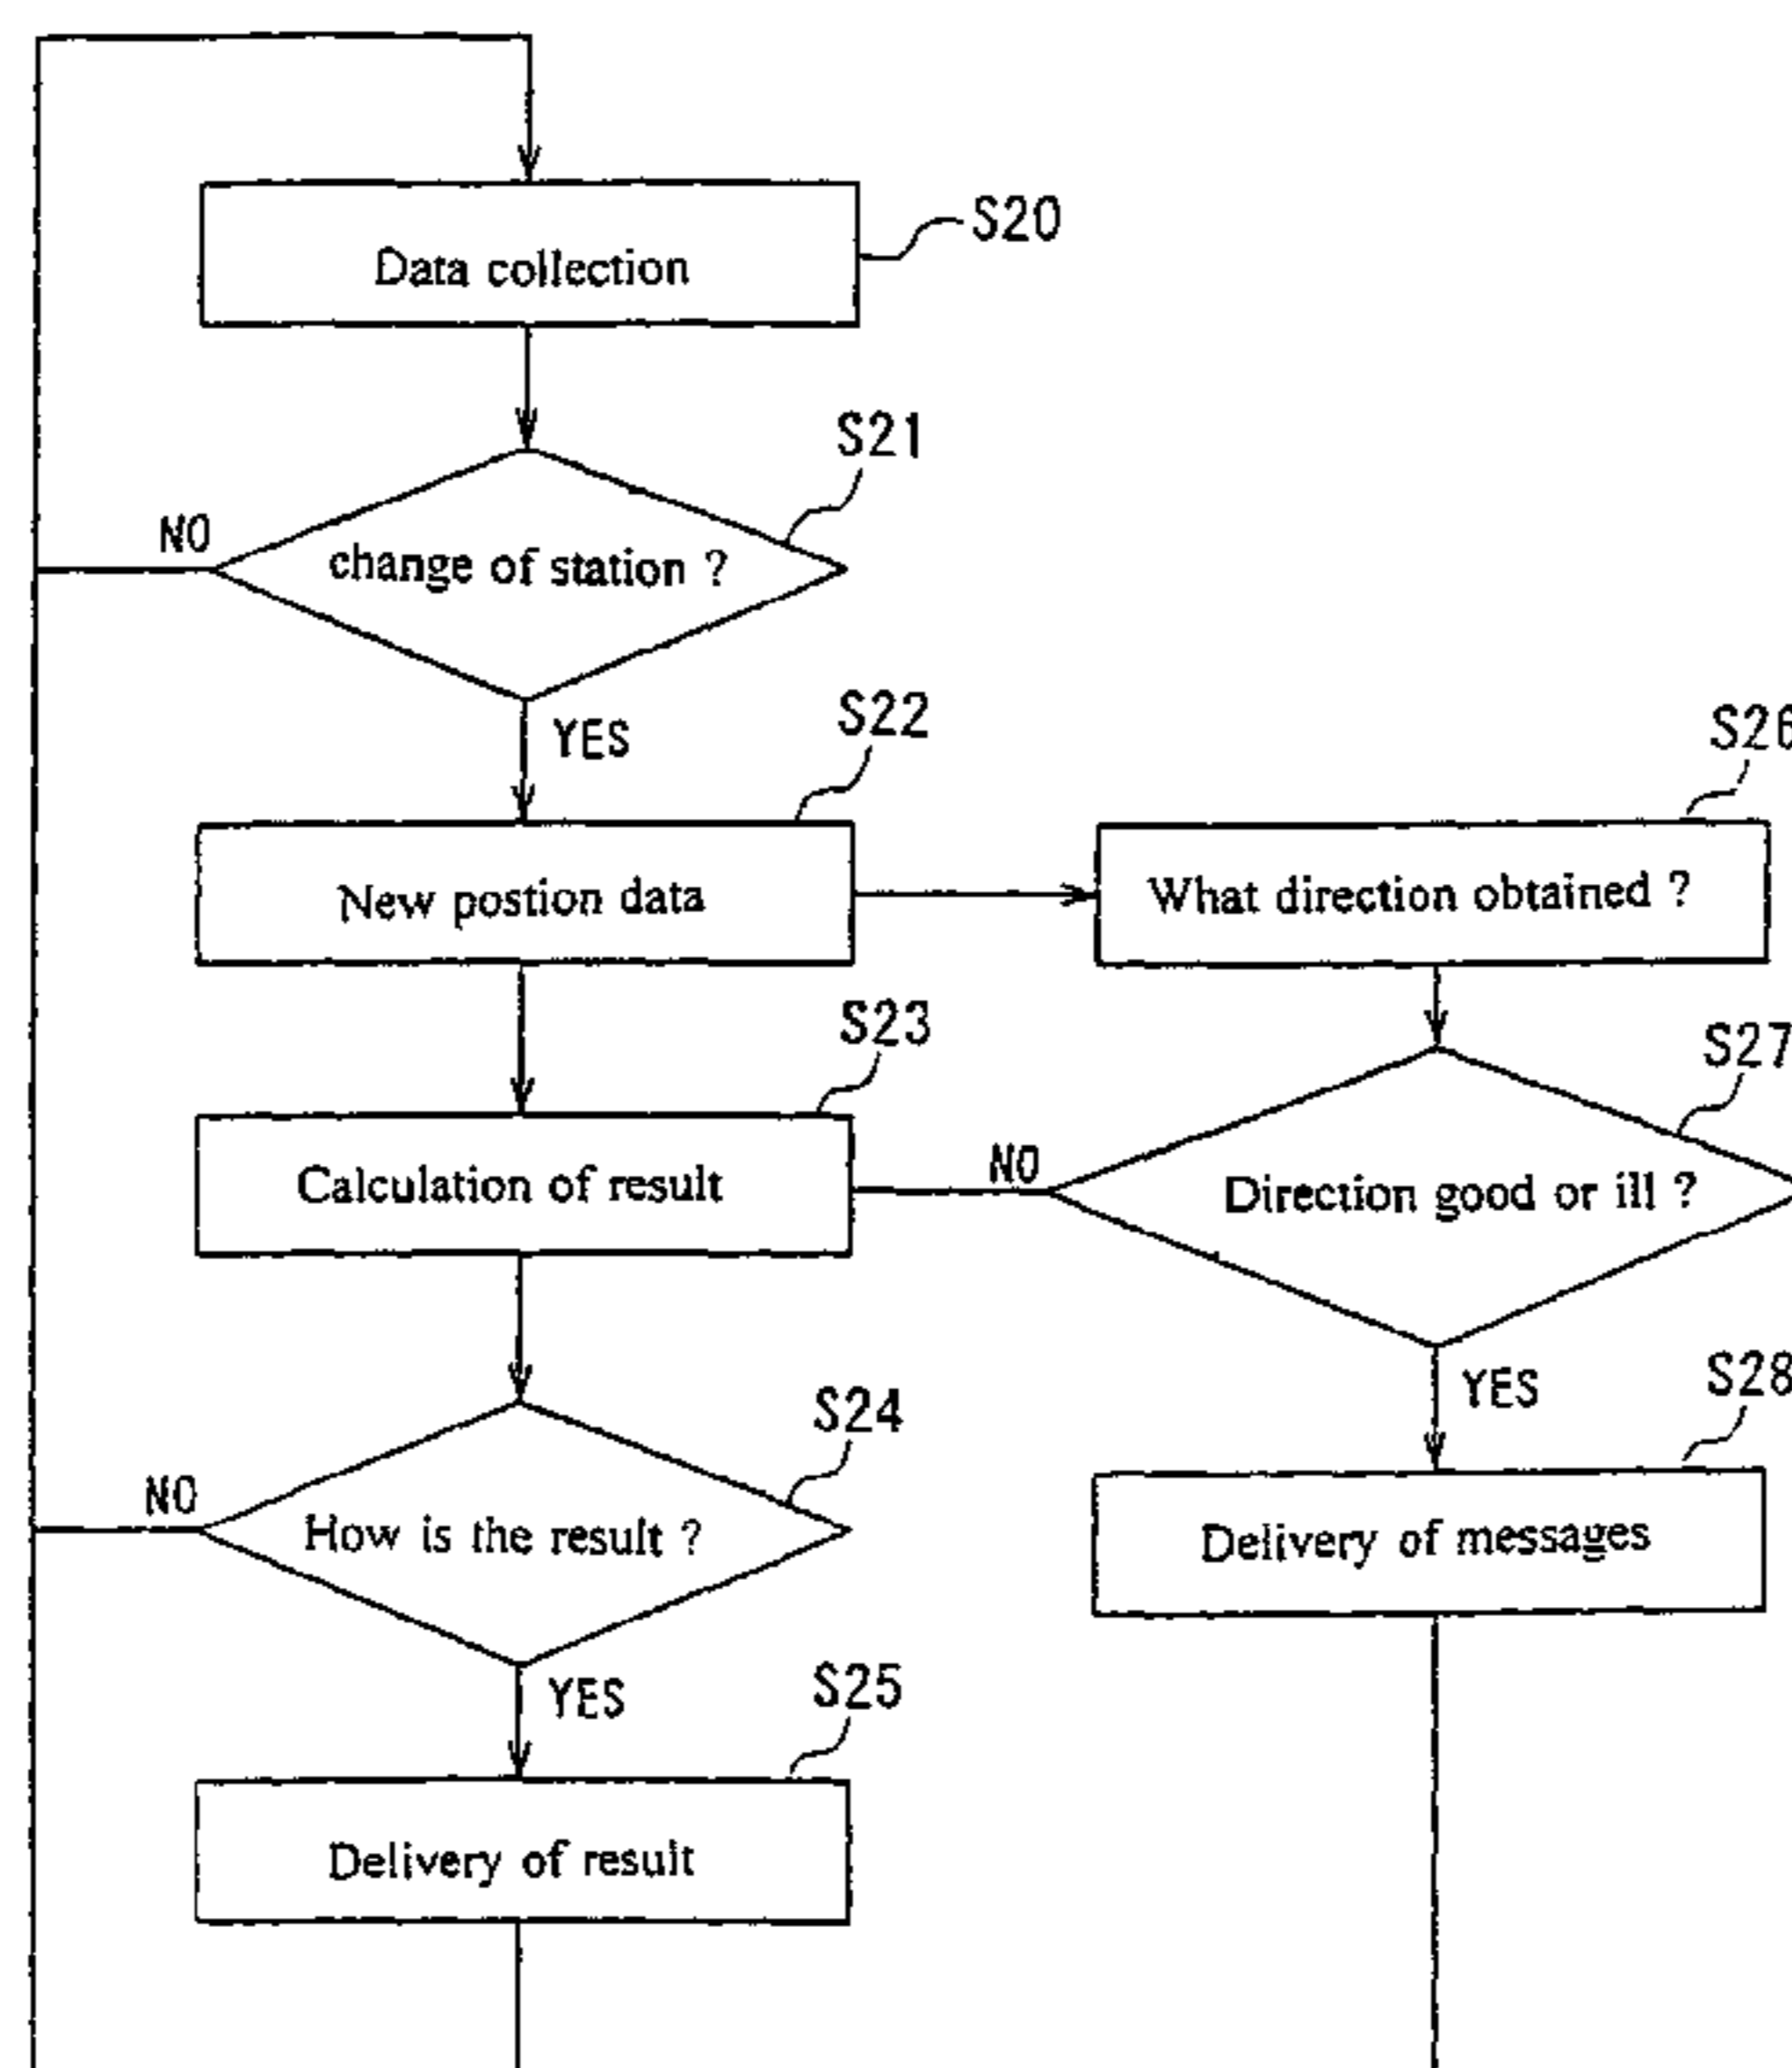 Data collection
S20
change of station ?
S21
NO
YES
New postion data
S22
What direction obtained ?
S26
Calculation of result
S23
NO
Direction good or ill ?
S27
YES
How is the result ?
S24
NO
YES
Delivery of messages
S28
Delivery of result
S25